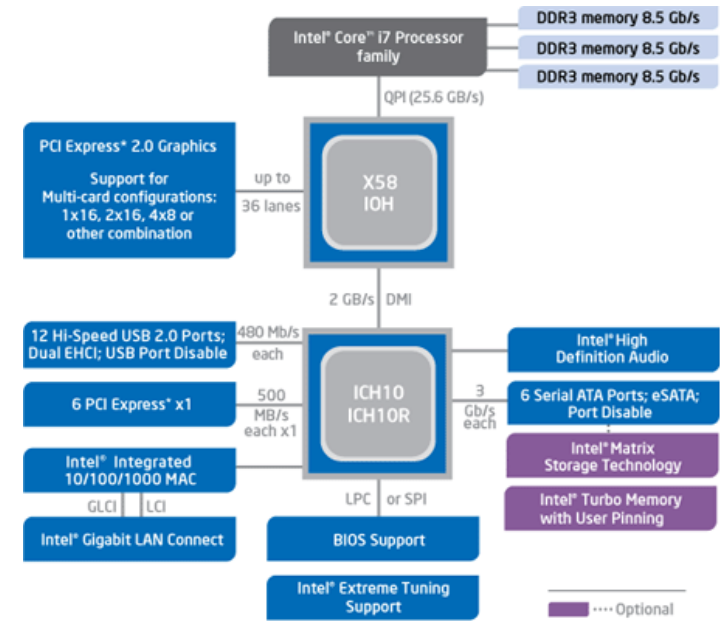 Intel® Core™ i7 Processor
family
DDR3 memory 8.5 Gb/s
DDR3 memory 8.5 Gb/s
DDR3 memory 8.5 Gb/s
QPI (25.6 GB/s)
PCI Express* 2.0 Graphics
Support for
Multi-card configurations:
1x16, 2x16, 4x8 or
other combination
up to
36 lanes
X58
IOH
2 GB/s DMI
12 Hi-Speed USB 2.0 Ports;
Dual EHCI; USB Port Disable
480 Mb/s
each
6 PCI Express* x1
500
MB/s
each x1
Intel® Integrated
10/100/1000 MAC
GLCI LCI
Intel® Gigabit LAN Connect
ICH10
ICH10R
Intel® High
Definition Audio
3
Gb/s
each
6 Serial ATA Ports; eSATA;
Port Disable
Intel® Matrix
Storage Technology
Intel® Turbo Memory
with User Pinning
LPC or SPI
BIOS Support
Intel® Extreme Tuning
Support
Optional